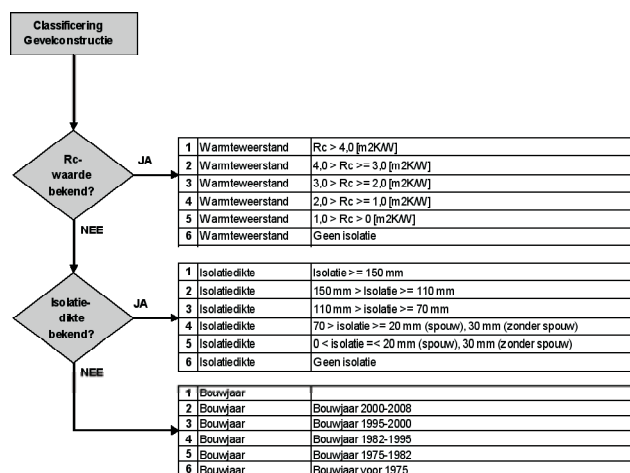 Classificering
Gevelconstructie
Rc-
waarde
bekend?
JA
NEE
1 Warmteweerstand Rc > 4,0 [m2K/W]
2 Warmteweerstand 4,0 > Rc >= 3,0 [m2K/W]
3 Warmteweerstand 3,0 > Rc >= 2,0 [m2K/W]
4 Warmteweerstand 2,0 > Rc >= 1,0 [m2K/W]
5 Warmteweerstand 1,0 > Rc > 0 [m2K/W]
6 Warmteweerstand Geen isolatie
Isolatie-
dikte
bekend?
JA
NEE
1 Isolatiedikte Isolatie >= 150 mm
2 Isolatiedikte 150 mm > Isolatie >= 110 mm
3 Isolatiedikte 110 mm > isolatie >= 70 mm
4 Isolatiedikte 70 > isolatie >= 20 mm (spouw), 30 mm (zonder spouw)
5 Isolatiedikte 0 < isolatie =< 20 mm (spouw), 30 mm (zonder spouw)
6 Isolatiedikte Geen isolatie
1 Bouwjaar
2 Bouwjaar Bouwjaar 2000-2008
3 Bouwjaar Bouwjaar 1995-2000
4 Bouwjaar Bouwjaar 1982-1995
5 Bouwjaar Bouwjaar 1975-1982
6 Bouwjaar Bouwjaar voor 1975